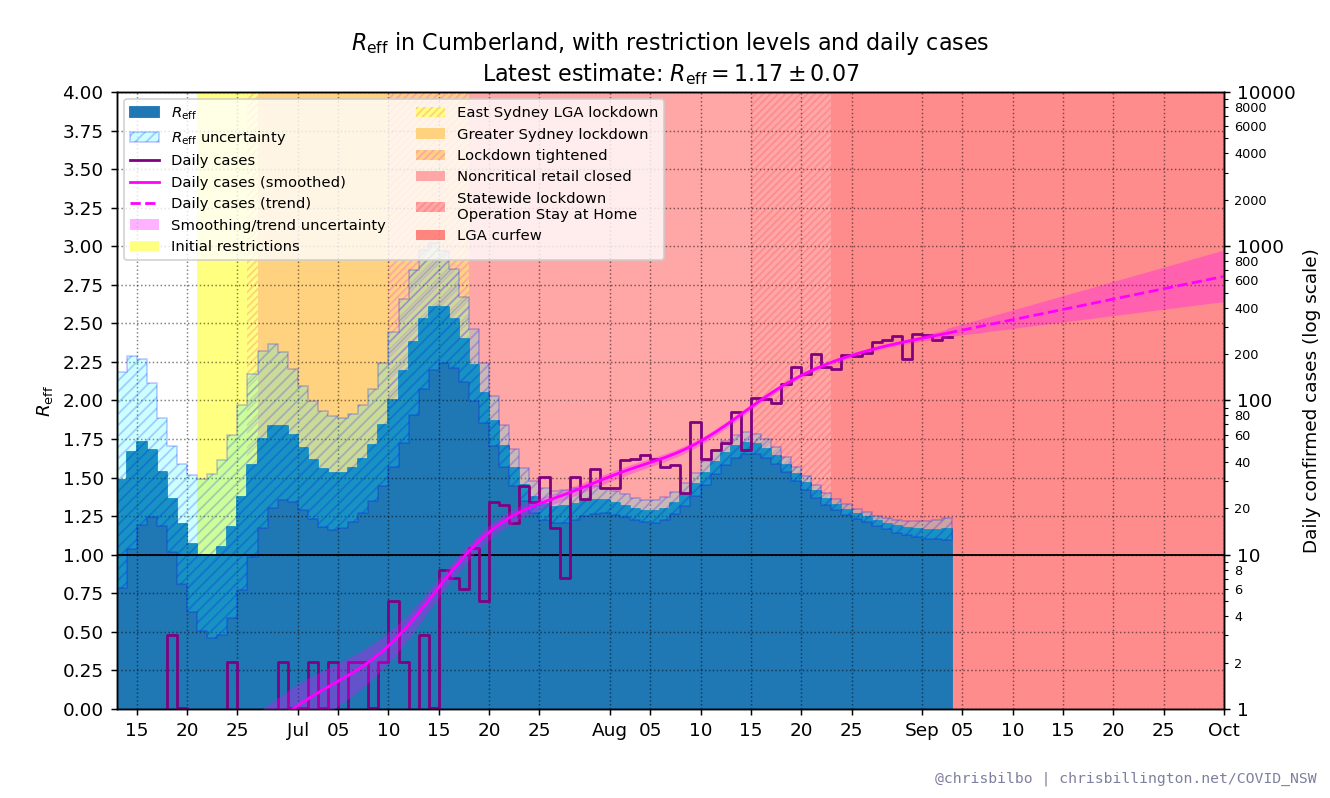 R_eff in Cumberland, with restriction levels and daily cases
Latest estimate: R_eff = 1.17 ± 0.07
R_eff
R_eff uncertainty
Daily cases
Daily cases (smoothed)
Daily cases (trend)
Smoothing/trend uncertainty
Initial restrictions
East Sydney LGA lockdown
Greater Sydney lockdown
Lockdown tightened
Noncritical retail closed
Statewide lockdown
Operation Stay at Home
LGA curfew
R_eff
4.00
3.75
3.50
3.25
3.00
2.75
2.50
2.25
2.00
1.75
1.50
1.25
1.00
0.75
0.50
0.25
0.00
10000
8000
6000
4000
2000
1000
800
600
400
200
100
80
60
40
20
10
8
6
4
2
1
Daily confirmed cases (log scale)
15 20 25 Jul 05 10 15 20 25 Aug 05 10 15 20 25 Sep 05 10 15 20 25 Oct
@chrisbilbo | chrisbillington.net/COVID_NSW